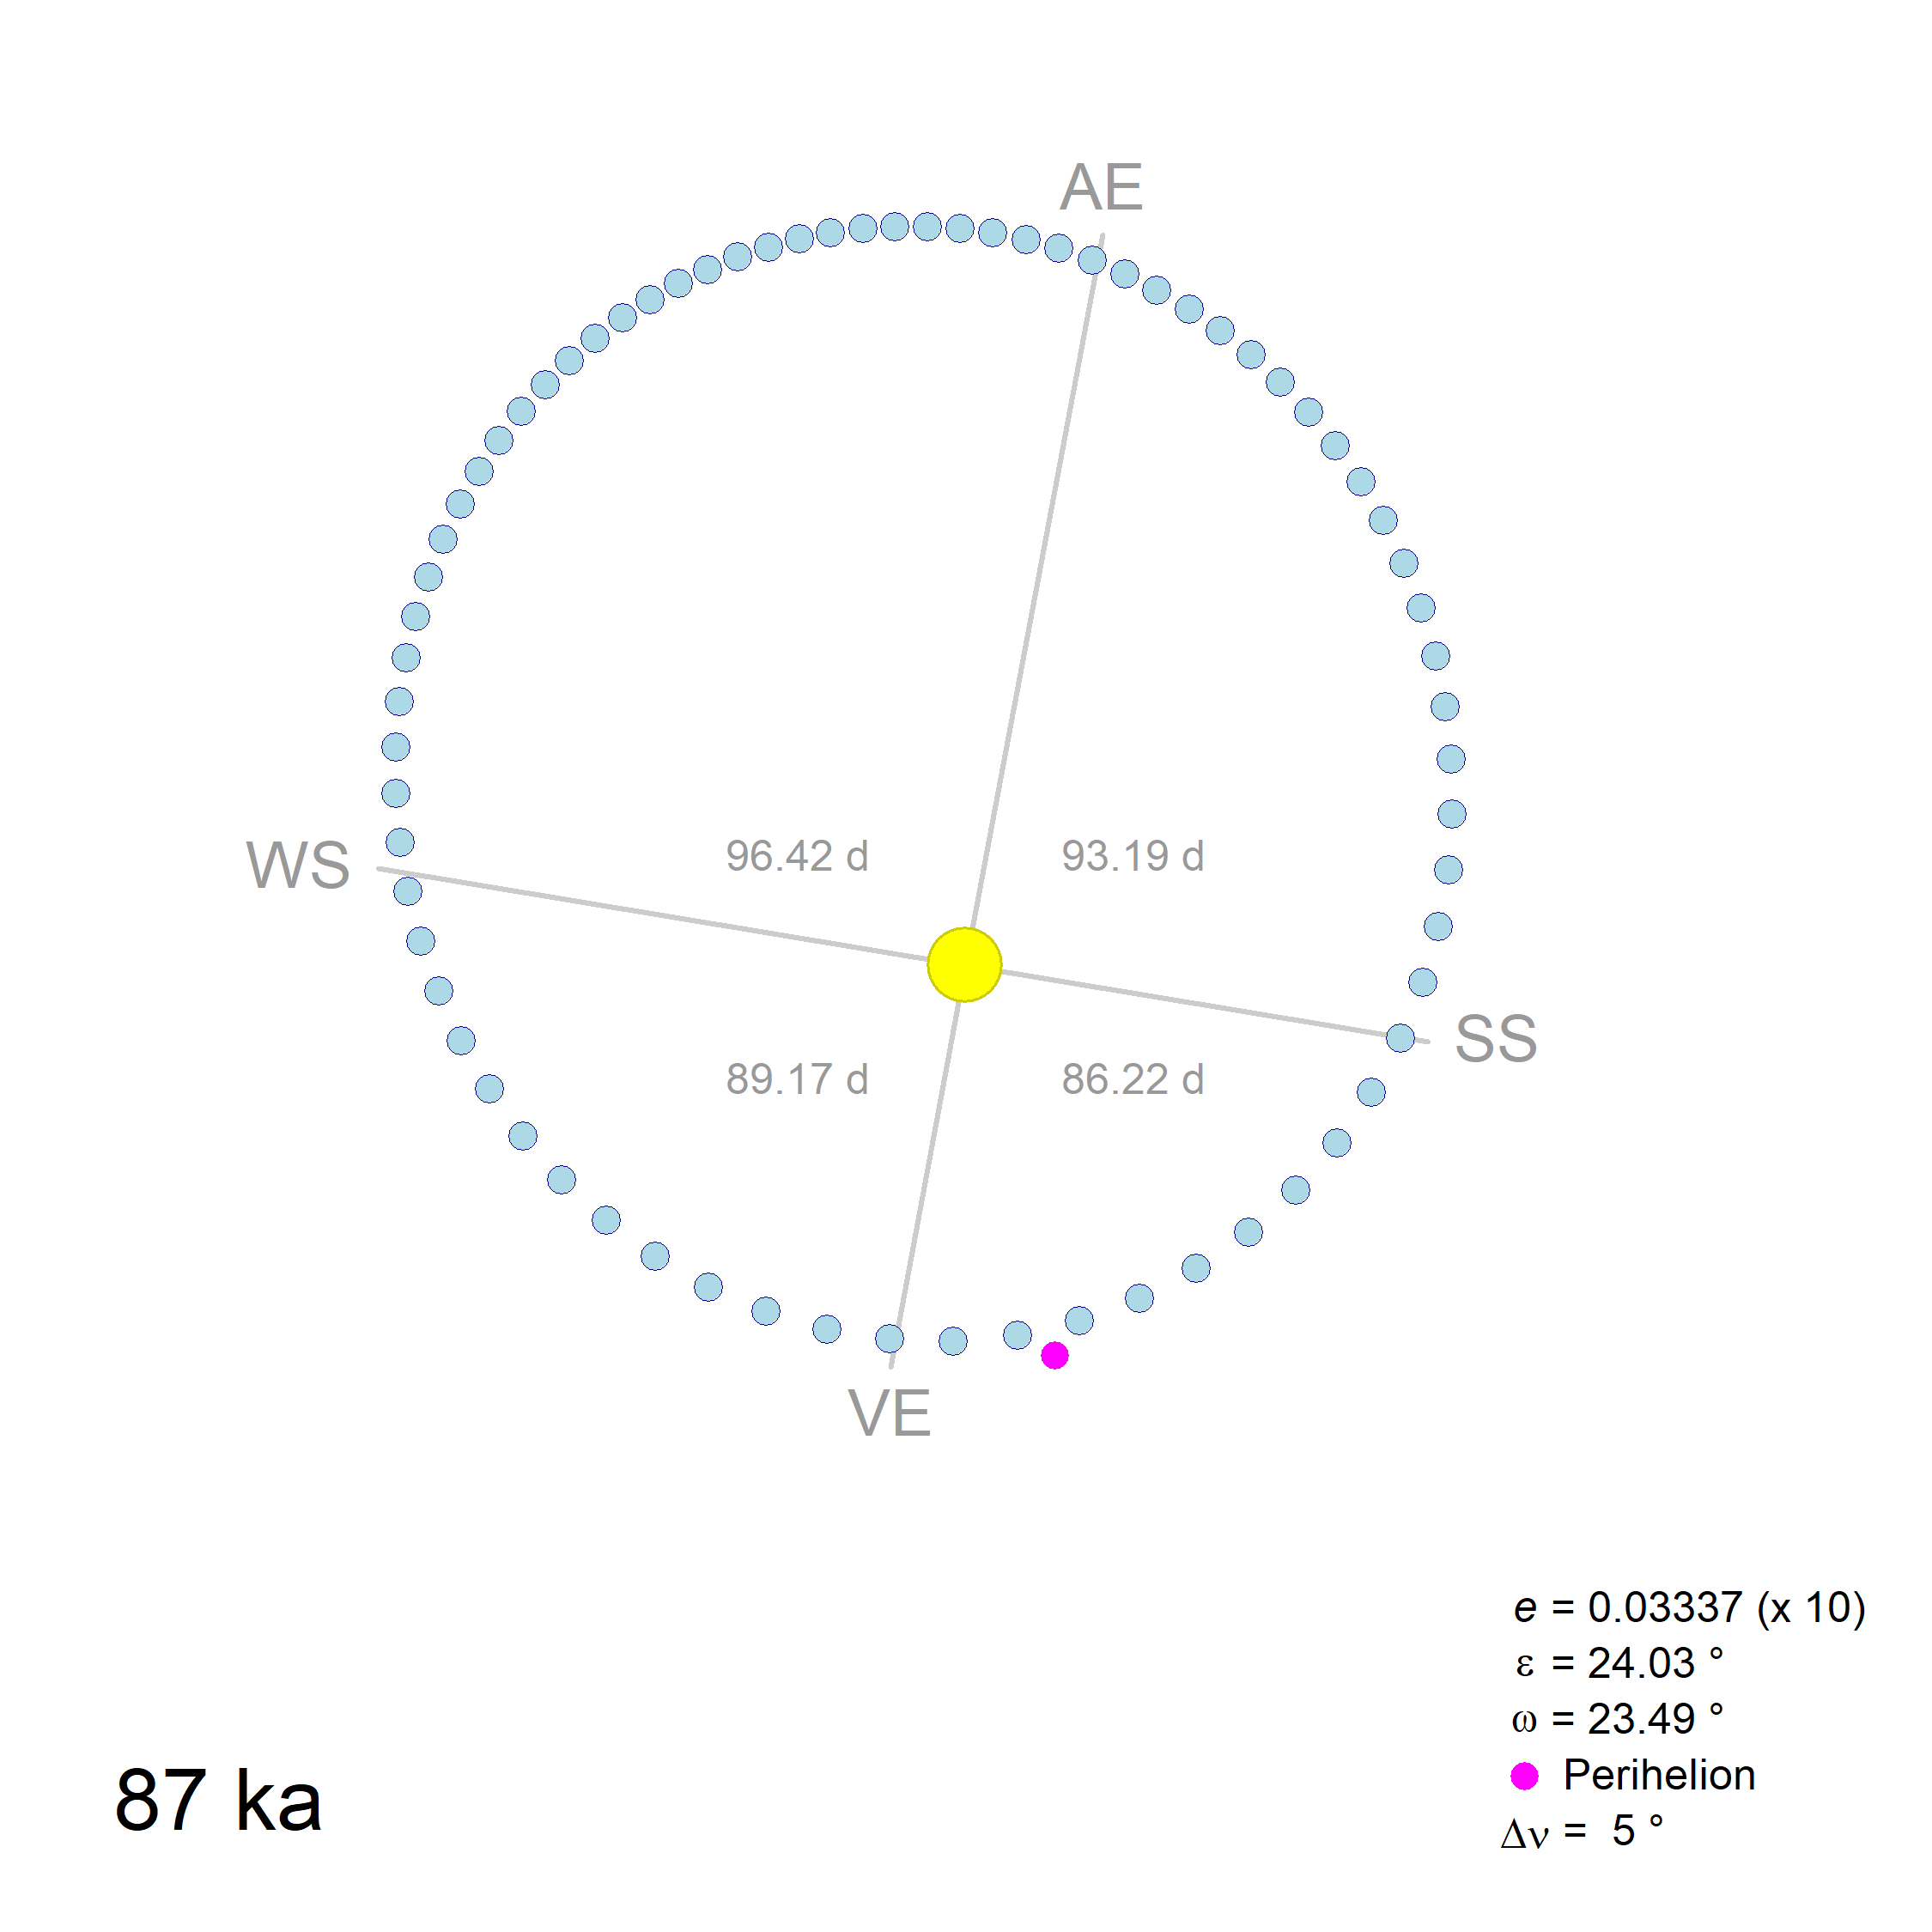 AE
WS
96.42 d
93.19 d
SS
89.17 d
86.22 d
VE
e = 0.03337 (x 10)
ε = 24.03 °
ω = 23.49 °
Perihelion
Δν = 5 °
87 ka